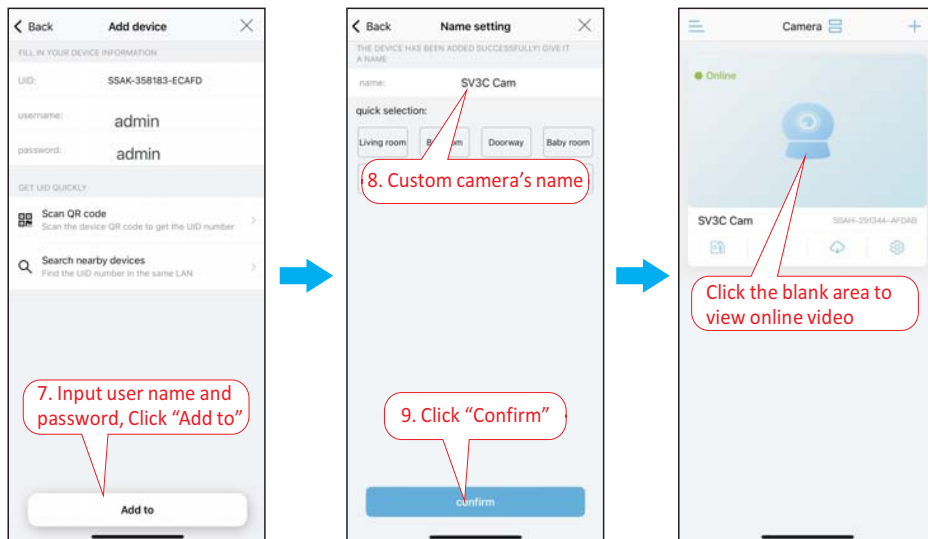 Back Add device
FILL IN YOUR DEVICE INFORMATION
UID: SSAK-358183-ECAFD
username: admin
password: admin
GET UID QUICKLY
Scan QR code
Scan the device QR code to get the UID number
Search nearby devices
Find the UID number in the same LAN
7. Input user name and
password, Click “Add to”
Add to
Back Name setting
THE DEVICE HAS BEEN ADDED SUCCESSFULLY! GIVE IT
A NAME
name: SV3C Cam
quick selection:
Living room Doorway Baby room
8. Custom camera’s name
9. Click “Confirm”
confirm
Camera
Online
SV3C Cam SSAH-291344-AFDAB
Click the blank area to
view online video